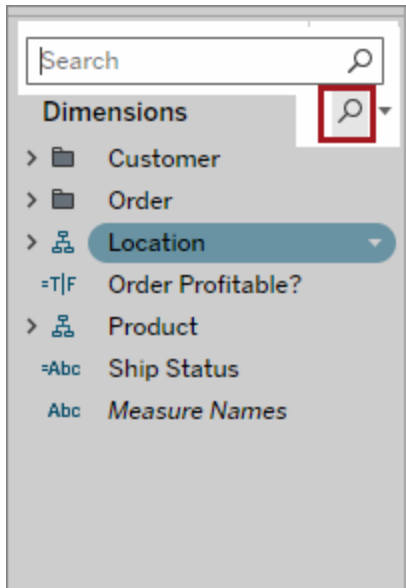 Search
Dimensions
Customer
Order
Location
=T|F Order Profitable?
Product
=Abc Ship Status
Abc Measure Names